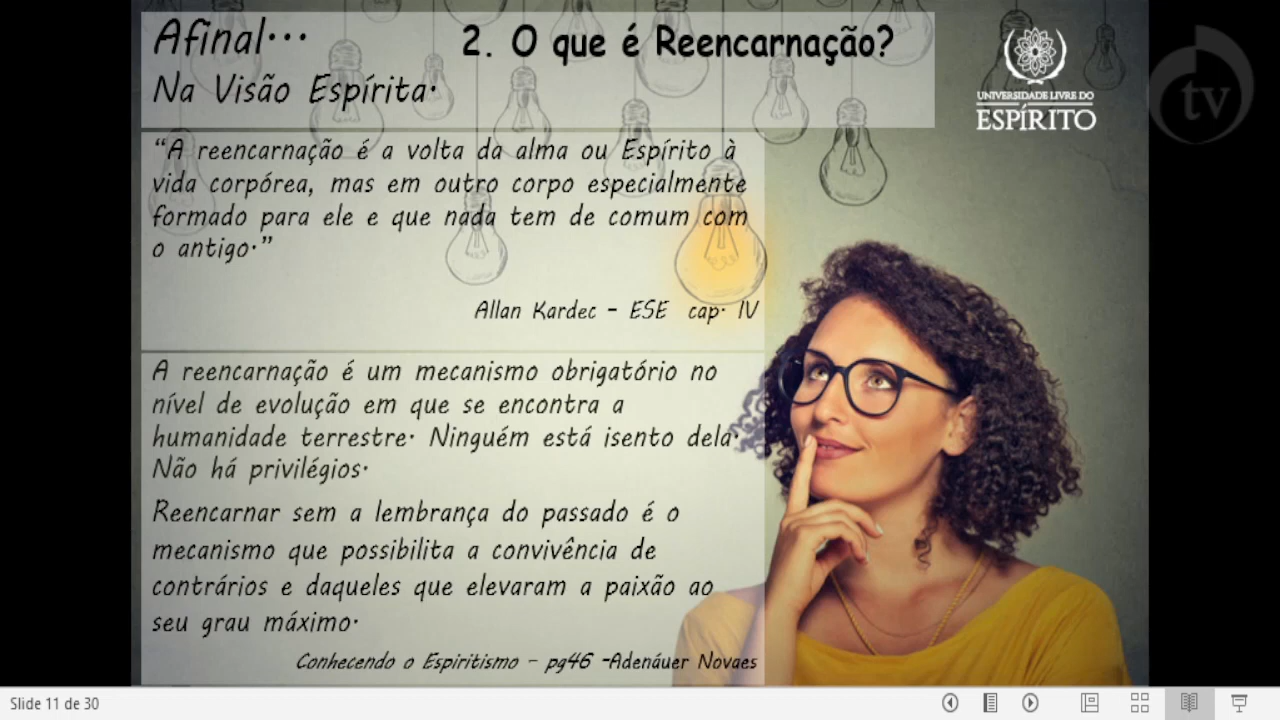 Afinal...
2. O que é Reencarnação?
Na Visão Espírita.
UNIVERSIDADE LIVRE DO
ESPÍRITO
tv
“A reencarnação é a volta da alma ou Espírito à
vida corpórea, mas em outro corpo especialmente
formado para ele e que nada tem de comum com
o antigo.”
Allan Kardec - ESE cap. IV
A reencarnação é um mecanismo obrigatório no
nível de evolução em que se encontra a
humanidade terrestre. Ninguém está isento dela.
Não há privilégios.
Reencarnar sem a lembrança do passado é o
mecanismo que possibilita a convivência de
contrários e daqueles que elevaram a paixão ao
seu grau máximo.
Conhecendo o Espiritismo - pg46 -Adenáuer Novaes
Slide 11 de 30